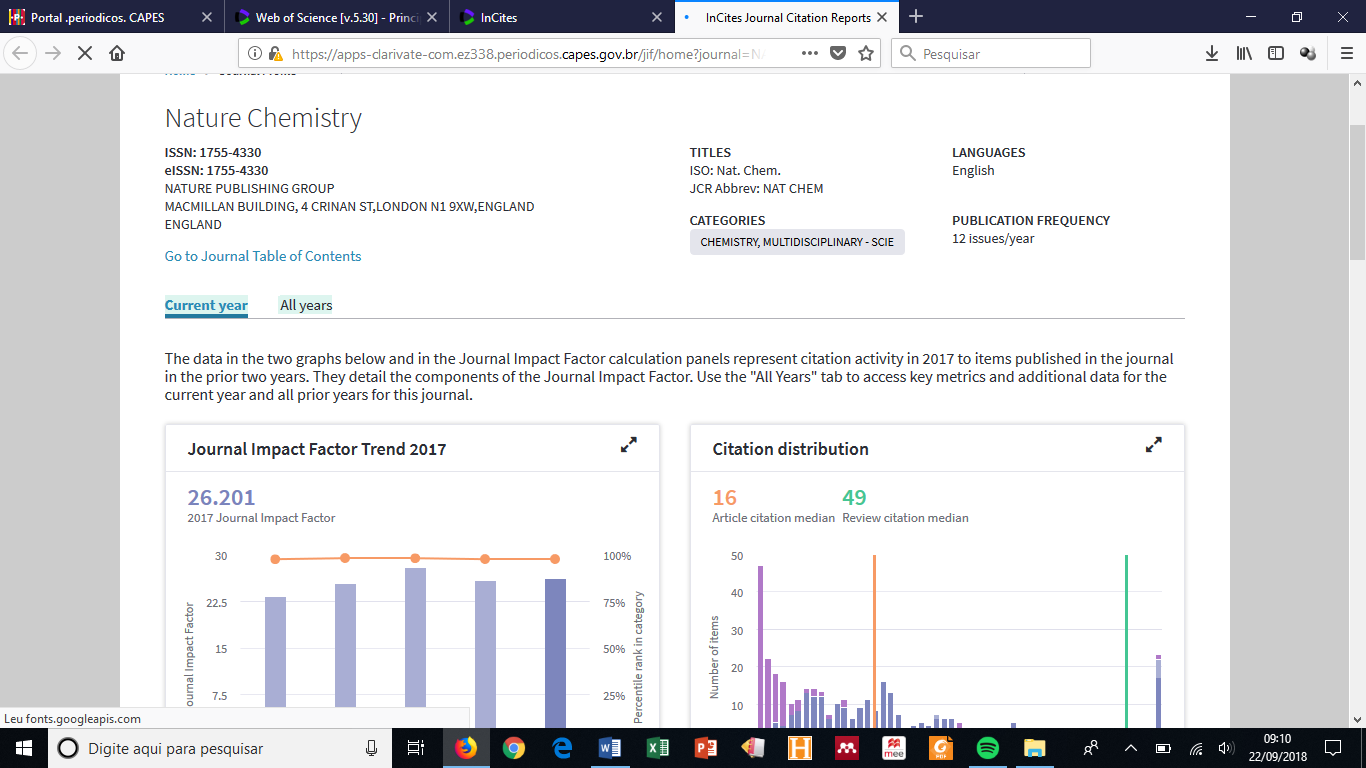 Portal .periodicos. CAPES
Web of Science [v.5.30] - Princi
InCites
InCites Journal Citation Reports
https://apps-clarivate-com.ez338.periodicos.capes.gov.br/jif/home?journal=NA
Pesquisar
Nature Chemistry
ISSN: 1755-4330
eISSN: 1755-4330
NATURE PUBLISHING GROUP
MACMILLAN BUILDING, 4 CRINAN ST,LONDON N1 9XW,ENGLAND
ENGLAND
Go to Journal Table of Contents
TITLES
ISO: Nat. Chem.
JCR Abbrev: NAT CHEM
CATEGORIES
CHEMISTRY, MULTIDISCIPLINARY - SCIE
LANGUAGES
English
PUBLICATION FREQUENCY
12 issues/year
Current year
All years
The data in the two graphs below and in the Journal Impact Factor calculation panels represent citation activity in 2017 to items published in the journal
in the prior two years. They detail the components of the Journal Impact Factor. Use the "All Years" tab to access key metrics and additional data for the
current year and all prior years for this journal.
Journal Impact Factor Trend 2017
26.201
2017 Journal Impact Factor
30
22.5
15
7.5
ournal Impact Factor
100%
75%
50%
25%
Percentile rank in category
Citation distribution
16
Article citation median
49
Review citation median
50
40
30
20
10
Number of items
Leu fonts.googleapis.com
Digite aqui para pesquisar
mee
PDF
09:10
22/09/2018